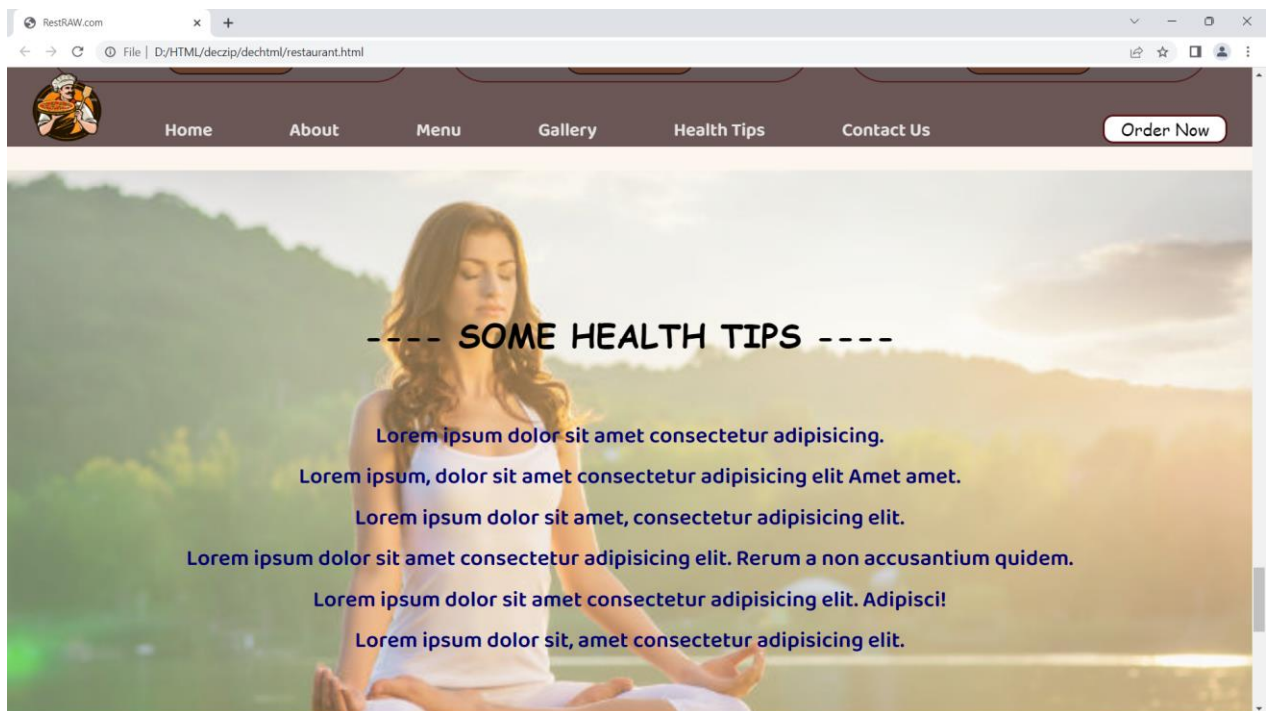 RestRAW.com
File | D:/HTML/deczip/dechtml/restaurant.html
Home About Menu Gallery Health Tips Contact Us Order Now
---- SOME HEALTH TIPS ----
Lorem ipsum dolor sit amet consectetur adipisicing.
Lorem ipsum, dolor sit amet consectetur adipisicing elit Amet amet.
Lorem ipsum dolor sit amet, consectetur adipisicing elit.
Lorem ipsum dolor sit amet consectetur adipisicing elit. Rerum a non accusantium quidem.
Lorem ipsum dolor sit amet consectetur adipisicing elit. Adipisci!
Lorem ipsum dolor sit, amet consectetur adipisicing elit.